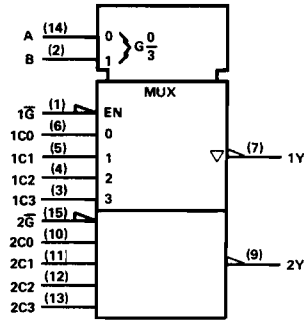 A (14) 0 G 0/3
B (2) 1
MUX
1G̅ (1) EN
1C0 (6) 0
1C1 (5) 1 ▽ (7) 1Y
1C2 (4) 2
1C3 (3) 3
2G̅ (15)
2C0 (10)
2C1 (11) (9) 2Y
2C2 (12)
2C3 (13)